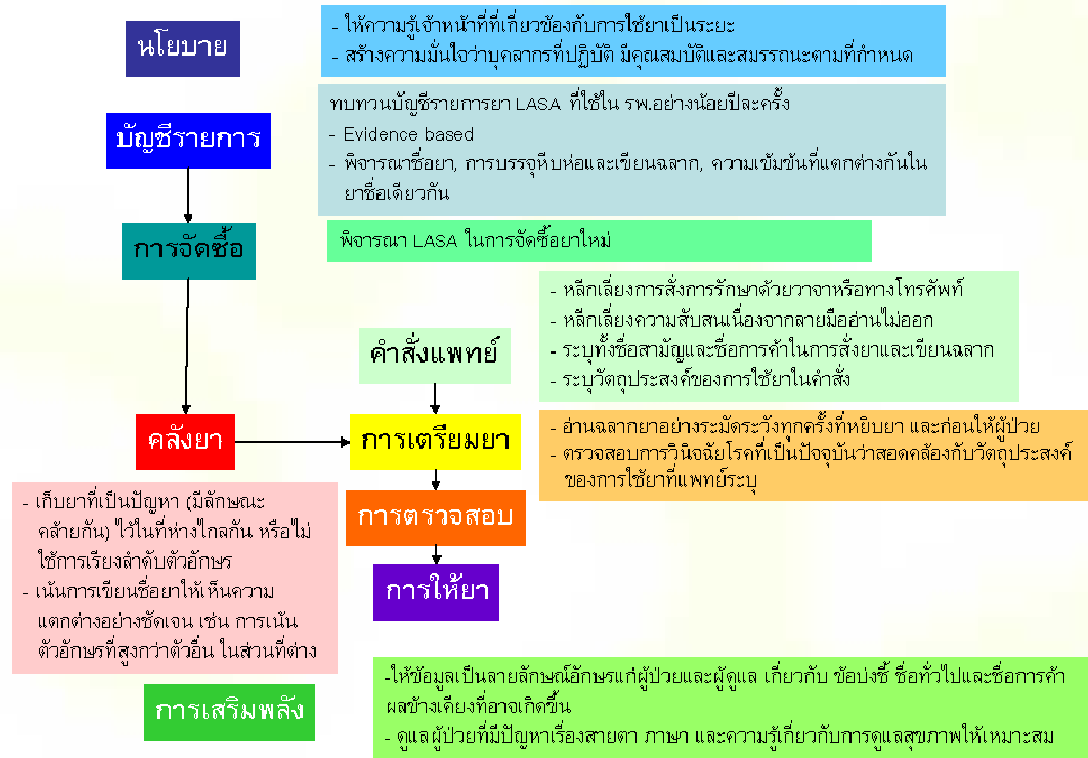 นโยบาย
- ให้ความรู้เจ้าหน้าที่ที่เกี่ยวข้องกับการใช้ยาเป็นระยะ
- สร้างความมั่นใจว่าบุคลากรที่ปฏิบัติ มีคุณสมบัติและสมรรถนะตามที่กำหนด
บัญชีรายการ
ทบทวนบัญชีรายการยา LASA ที่ใช้ใน รพ.อย่างน้อยปีละครั้ง
- Evidence based
- พิจารณาชื่อยา, การบรรจุหีบห่อและเขียนฉลาก, ความเข้มข้นที่แตกต่างกันใน
ยาชื่อเดียวกัน
การจัดซื้อ
พิจารณา LASA ในการจัดซื้อยาใหม่
- หลีกเลี่ยงการสั่งการรักษาด้วยวาจาหรือทางโทรศัพท์
- หลีกเลี่ยงความสับสนเนื่องจากลายมืออ่านไม่ออก
- ระบุทั้งชื่อสามัญและชื่อการค้าในการสั่งยาและเขียนฉลาก
- ระบุวัตถุประสงค์ของการใช้ยาในคำสั่ง
คำสั่งแพทย์
คลังยา
การเตรียมยา
- อ่านฉลากยาอย่างระมัดระวังทุกครั้งที่หยิบยา และก่อนให้ผู้ป่วย
- ตรวจสอบการวินิจฉัยโรคที่เป็นปัจจุบันว่าสอดคล้องกับวัตถุประสงค์
ของการใช้ยาที่แพทย์ระบุ
- เก็บยาที่เป็นปัญหา (มีลักษณะ
คล้ายกัน) ไว้ในที่ห่างไกลกัน หรือไม่
ใช้การเรียงลำดับตัวอักษร
- เน้นการเขียนชื่อยาให้เห็นความ
แตกต่างอย่างชัดเจน เช่น การเน้น
ตัวอักษรที่สูงกว่าตัวอื่น ในส่วนที่ต่าง
การตรวจสอบ
การให้ยา
การเสริมพลัง
-ให้ข้อมูลเป็นลายลักษณ์อักษรแก่ผู้ป่วยและผู้ดูแล เกี่ยวกับ ข้อบ่งชี้ ชื่อทั่วไปและชื่อการค้า
ผลข้างเคียงที่อาจเกิดขึ้น
- ดูแลผู้ป่วยที่มีปัญหาเรื่องสายตา ภาษา และความรู้เกี่ยวกับการดูแลสุขภาพให้เหมาะสม